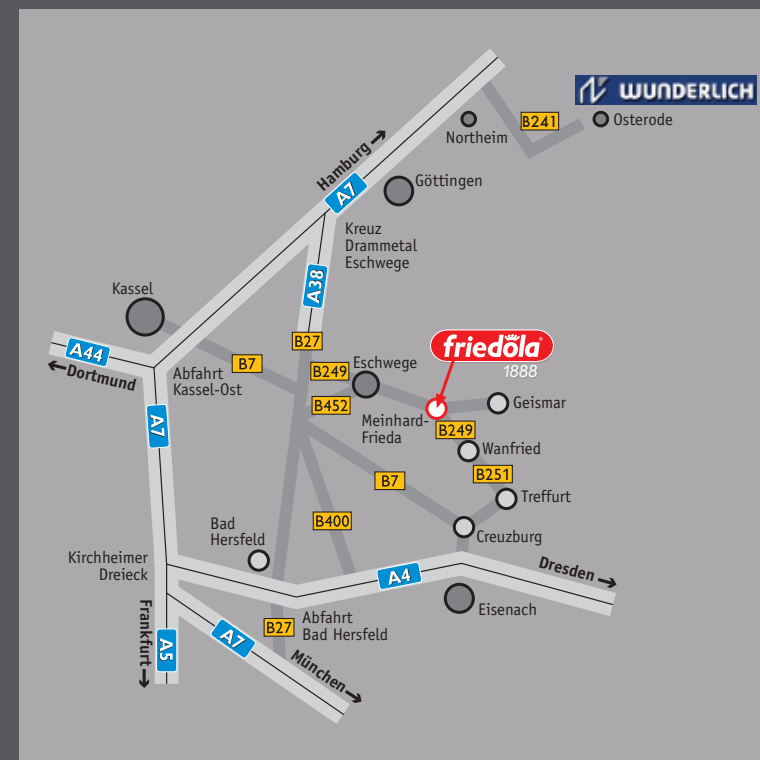 WUNDERLICH
B241
Osterode
Northeim
Hamburg
Göttingen
A7
Kreuz
Drammetal
Eschwege
A38
Kassel
A44
Dortmund
B7
Abfahrt
Kassel-Ost
B27
B249
Eschwege
B452
friedola
1888
Meinhard-
Frieda
Geismar
B249
Wanfried
B251
Treffurt
A7
B7
B400
Creuzburg
Bad
Hersfeld
Kirchheimer
Dreieck
A4
Dresden
Eisenach
Frankfurt
A5
A7
B27
Abfahrt
Bad Hersfeld
München